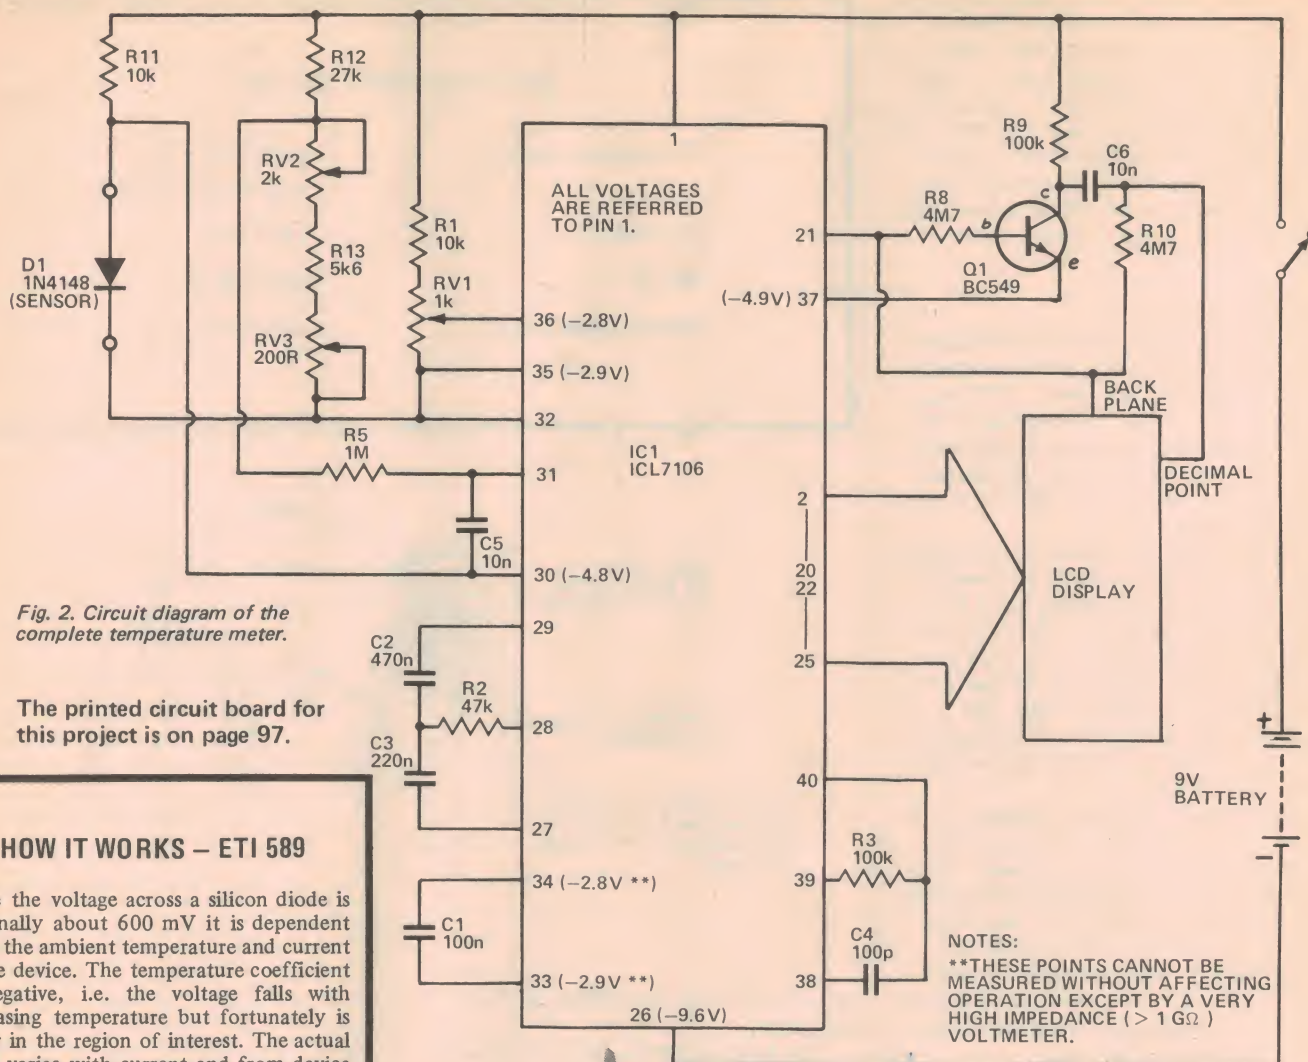 R11
10k
R12
27k
RV2
2k
R13
5k6
RV3
200R
R1
10k
RV1
1k
D1
1N4148
(SENSOR)
R5
1M
C5
10n
1
ALL VOLTAGES
ARE REFERRED
TO PIN 1.
36 (–2.8V)
35 (–2.9V)
32
31
30 (–4.8V)
29
28
27
34 (–2.8V **)
33 (–2.9V **)
26 (–9.6V)
IC1
ICL7106
21
(–4.9V) 37
2
20
22
25
40
39
38
R9
100k
C6
10n
R8
4M7
R10
4M7
c
b
e
Q1
BC549
BACK
PLANE
DECIMAL
POINT
LCD
DISPLAY
+
9V
BATTERY
–
C2
470n
R2
47k
C3
220n
C1
100n
R3
100k
C4
100p
NOTES:
**THESE POINTS CANNOT BE
MEASURED WITHOUT AFFECTING
OPERATION EXCEPT BY A VERY
HIGH IMPEDANCE ( > 1 GΩ )
VOLTMETER.
Fig. 2. Circuit diagram of the
complete temperature meter.
The printed circuit board for
this project is on page 97.
HOW IT WORKS – ETI 589
the voltage across a silicon diode is
about 600 mV it is dependent
the ambient temperature and current
device. The temperature coefficient
i.e. the voltage falls with
temperature but fortunately is
in the region of interest. The actual
varies with current and from device